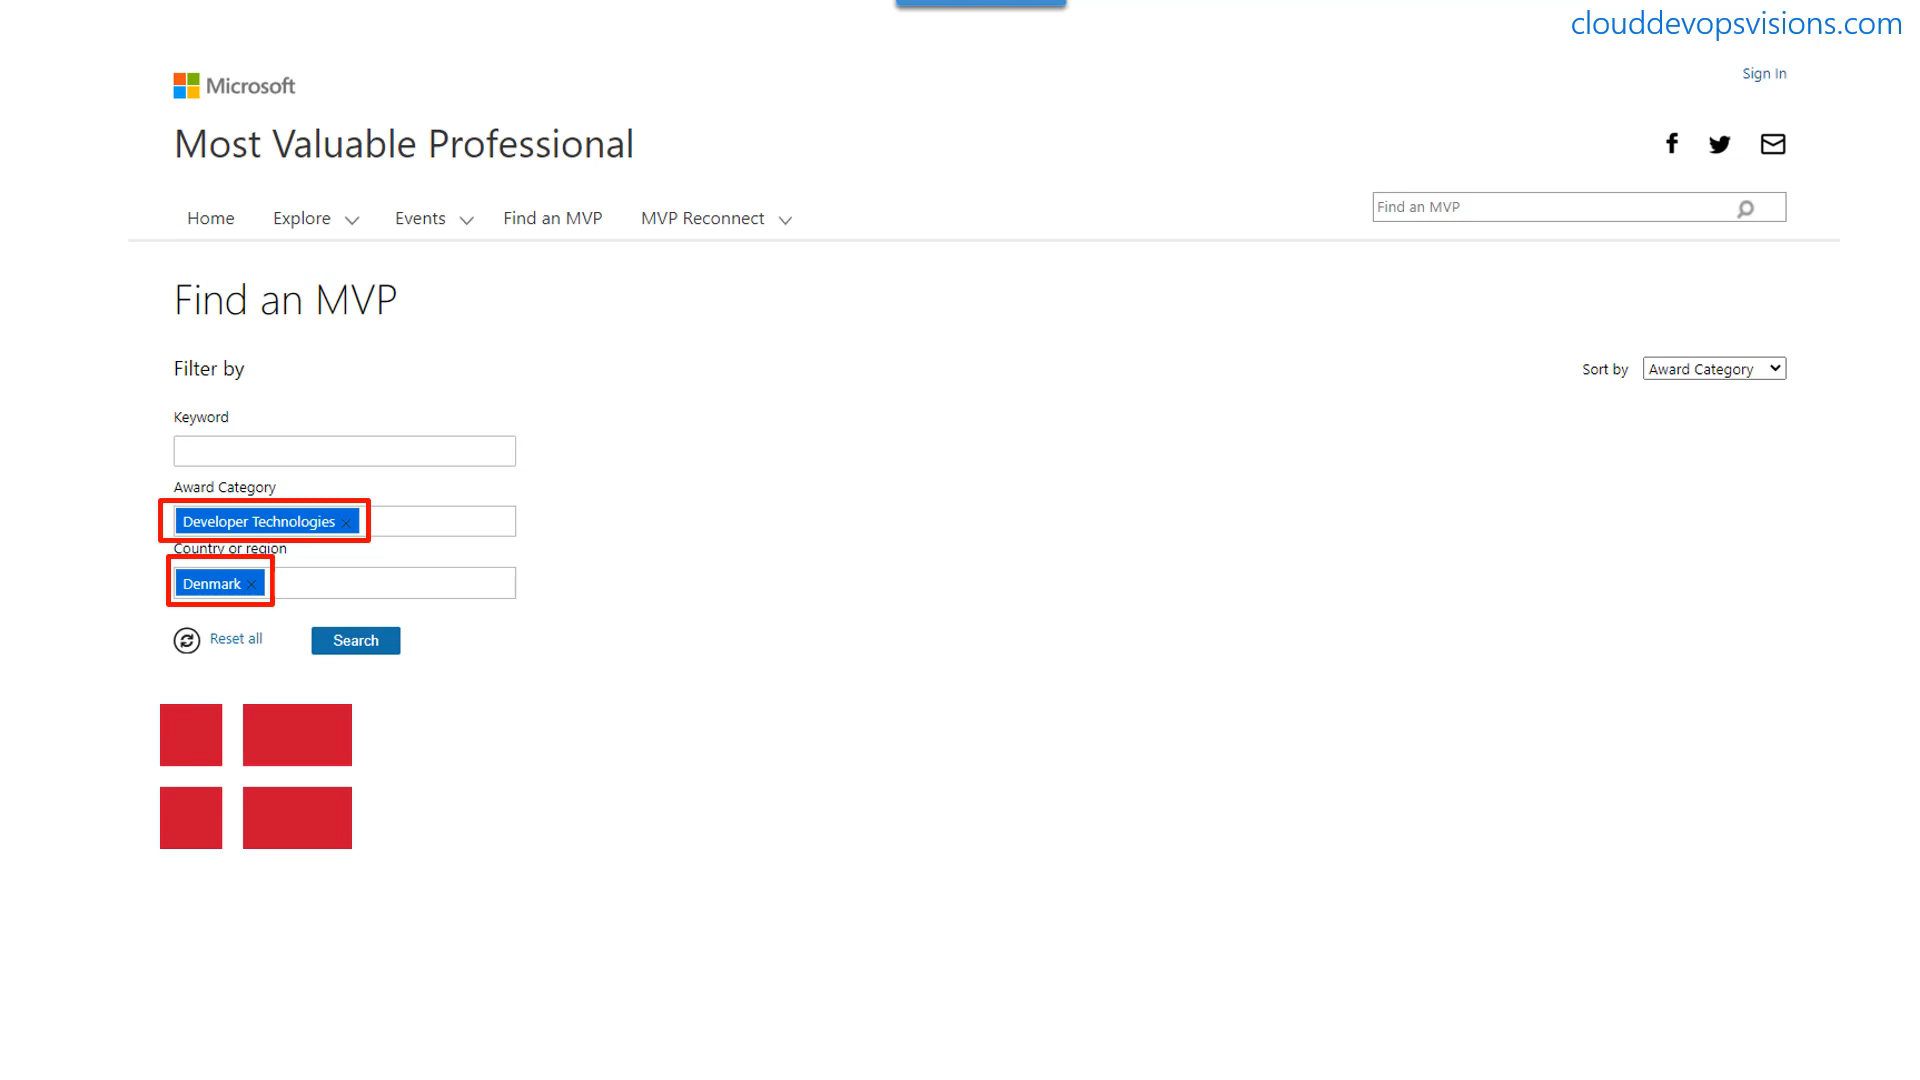 clouddevopsvisions.com
Microsoft
Sign In
Most Valuable Professional
Home Explore Events Find an MVP MVP Reconnect
Find an MVP
Find an MVP
Filter by
Sort by Award Category
Keyword
Award Category
Developer Technologies ×
Country or region
Denmark ×
Reset all Search